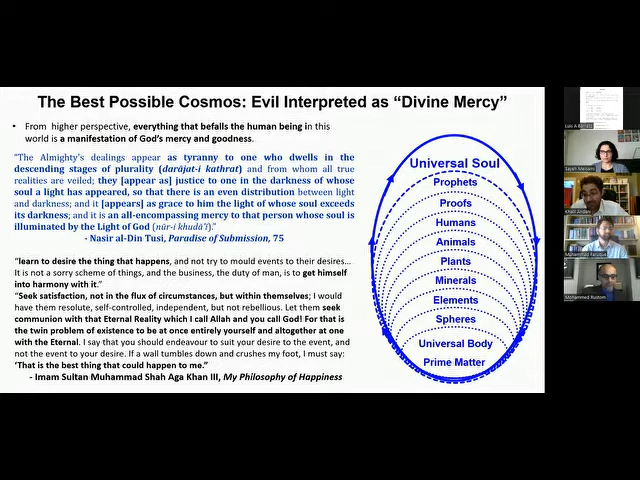 The Best Possible Cosmos: Evil Interpreted as “Divine Mercy”
• From higher perspective, everything that befalls the human being in this
world is a manifestation of God’s mercy and goodness.
“The Almighty’s dealings appear as tyranny to one who dwells in the
descending stages of plurality (darājat-i kathrat) and from whom all true
realities are veiled; they [appear as] justice to one in the darkness of whose
soul a light has appeared, so that there is an even distribution between light
and darkness; and it [appears] as grace to him the light of whose soul exceeds
its darkness; and it is an all-encompassing mercy to that person whose soul is
illuminated by the Light of God (nūr-i khudā’ī).”
- Nasir al-Din Tusi, Paradise of Submission, 75
“learn to desire the thing that happens, and not try to mould events to their desires…
It is not a sorry scheme of things, and the business, the duty of man, is to get himself
into harmony with it.”
“Seek satisfaction, not in the flux of circumstances, but within themselves; I would
have them resolute, self-controlled, independent, but not rebellious. Let them seek
communion with that Eternal Reality which I call Allah and you call God! For that is
the twin problem of existence to be at once entirely yourself and altogether at one
with the Eternal. I say that you should endeavour to suit your desire to the event, and
not the event to your desire. If a wall tumbles down and crushes my foot, I must say:
‘That is the best thing that could happen to me.”
- Imam Sultan Muhammad Shah Aga Khan III, My Philosophy of Happiness
Universal Soul
Prophets
Proofs
Humans
Animals
Plants
Minerals
Elements
Spheres
Universal Body
Prime Matter
Khalil Andani
Mohammed Rustom